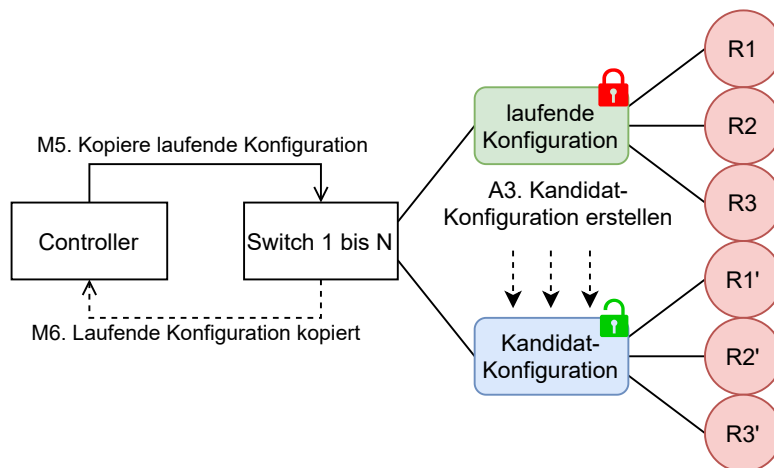 R1
laufende
Konfiguration
R2
M5. Kopiere laufende Konfiguration
A3. Kandidat-
Konfiguration erstellen
R3
Controller
Switch 1 bis N
R1'
M6. Laufende Konfiguration kopiert
Kandidat-
Konfiguration
R2'
R3'